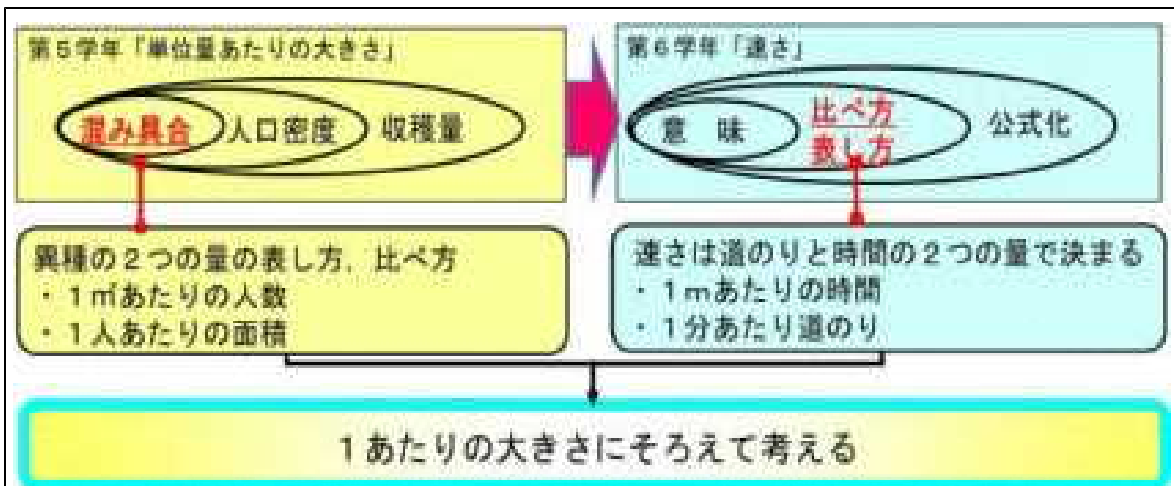 第5学年「単位量あたりの大きさ」
混み具合 人口密度 収穫量
異種の2つの量の表し方，比べ方
・1㎡あたりの人数
・1人あたりの面積
第6学年「速さ」
意 味
比べ方
表し方
公式化
速さは道のりと時間の2つの量で決まる
・1mあたりの時間
・1分あたり道のり
1あたりの大きさにそろえて考える